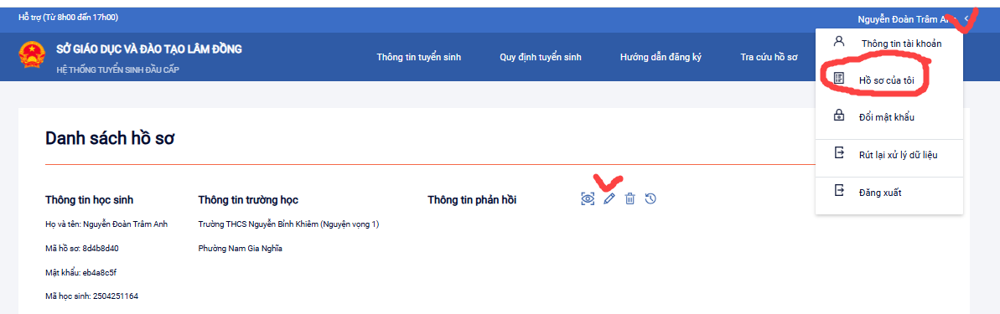 Hỗ trợ (Từ 8h00 đến 17h00)
Nguyễn Đoàn Trâm
SỞ GIÁO DỤC VÀ ĐÀO TẠO LÂM ĐỒNG
HỆ THỐNG TUYỂN SINH ĐẦU CẤP
Thông tin tuyển sinh
Quy định tuyển sinh
Hướng dẫn đăng ký
Tra cứu hồ sơ
Thông tin tài khoản
Hồ sơ của tôi
Đổi mật khẩu
Rút lại xử lý dữ liệu
Đăng xuất
Danh sách hồ sơ
Thông tin học sinh
Họ và tên: Nguyễn Đoàn Trâm Anh
Mã hồ sơ: 8d4b8d40
Mật khẩu: eb4a8c5f
Mã học sinh: 2504251164
Thông tin trường học
Trường THCS Nguyễn Bỉnh Khiêm (Nguyện vọng 1)
Phường Nam Gia Nghĩa
Thông tin phản hồi